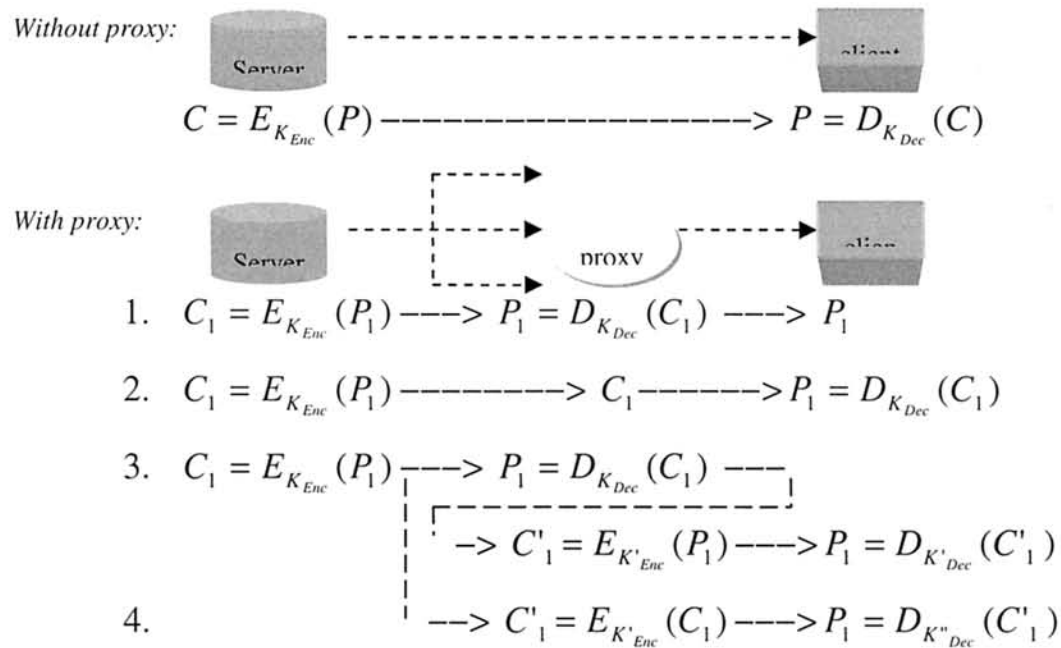 Without proxy:
Server
C = E_{K_{Enc}}(P) ------------------> P = D_{K_{Dec}}(C)
With proxy:
Server
proxy
1. C_1 = E_{K_{Enc}}(P_1) ---> P_1 = D_{K_{Dec}}(C_1) ---> P_1
2. C_1 = E_{K_{Enc}}(P_1) ---------> C_1 -----> P_1 = D_{K_{Dec}}(C_1)
3. C_1 = E_{K_{Enc}}(P_1) ---> P_1 = D_{K_{Dec}}(C_1) ---
-> C'_1 = E_{K'_{Enc}}(P_1) ---> P_1 = D_{K'_{Dec}}(C'_1)
4. --> C'_1 = E_{K'_{Enc}}(C_1) ---> P_1 = D_{K"_{Dec}}(C'_1)